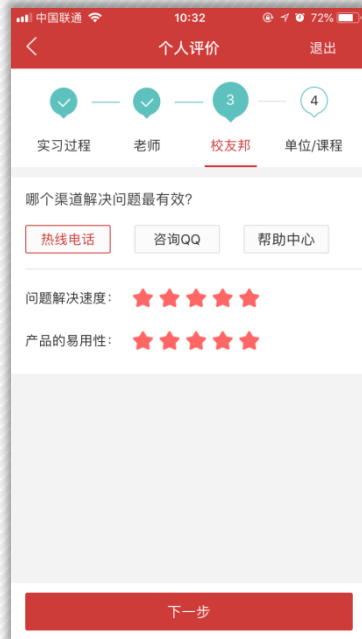 中国联通 10:32 72%
个人评价 退出
3 4
实习过程 老师 校友邦 单位/课程
哪个渠道解决问题最有效?
热线电话 咨询QQ 帮助中心
问题解决速度:
产品的易用性:
下一步